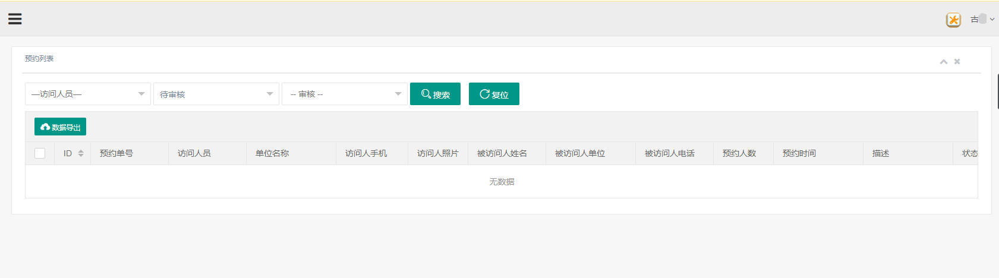 古
预约列表
—访问人员— 待审核 -- 审核 -- 搜索 复位
数据导出
ID 预约单号 访问人员 单位名称 访问人手机 访问人照片 被访问人姓名 被访问人单位 被访问人电话 预约人数 预约时间 描述 状态
无数据